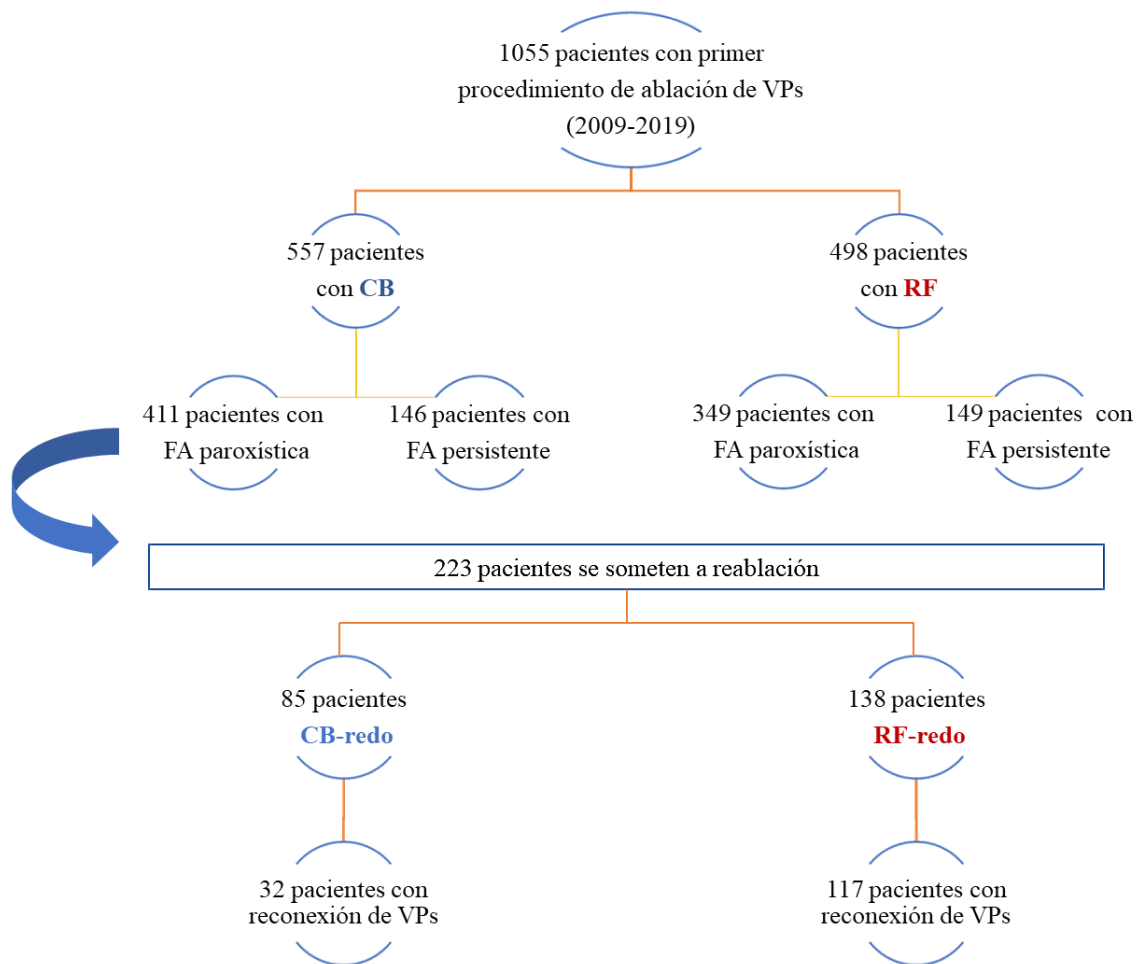 1055 pacientes con primer
procedimiento de ablación de VPs
(2009-2019)
557 pacientes
con CB
498 pacientes
con RF
411 pacientes con
FA paroxística
146 pacientes con
FA persistente
349 pacientes con
FA paroxística
149 pacientes con
FA persistente
223 pacientes se someten a reablación
85 pacientes
CB-redo
138 pacientes
RF-redo
32 pacientes con
reconexión de VPs
117 pacientes con
reconexión de VPs